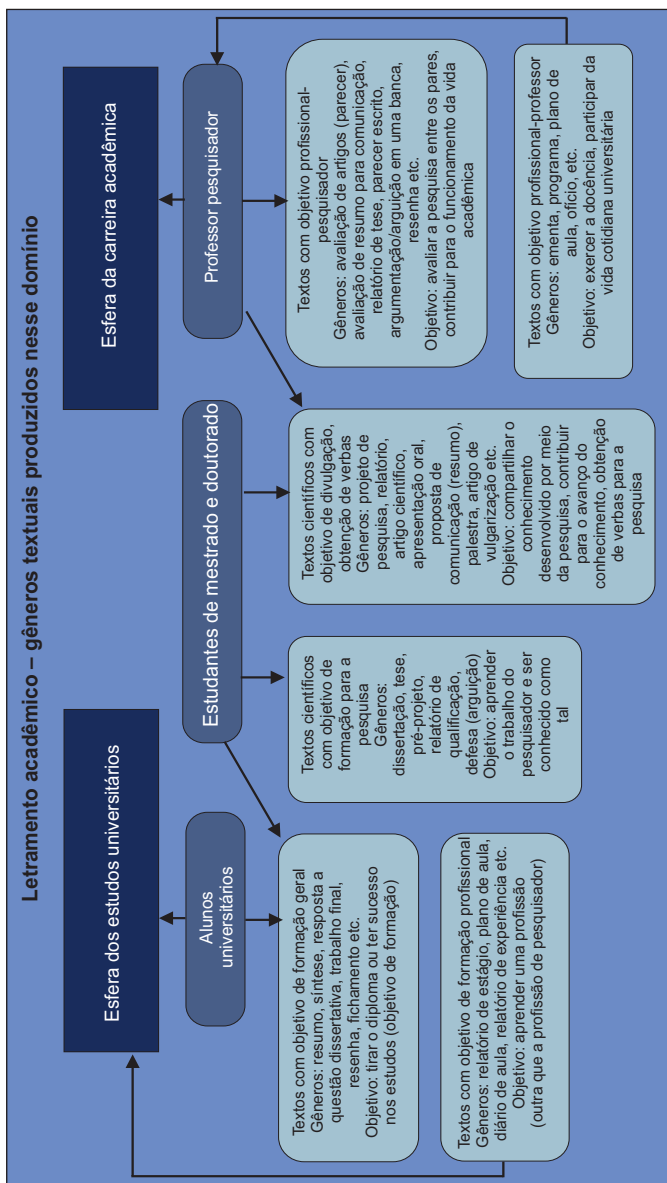 Letramento acadêmico – gêneros textuais produzidos nesse domínio
Esfera dos estudos universitários
Esfera da carreira acadêmica
Alunos
universitários
Estudantes de mestrado e doutorado
Professor pesquisador
Textos com objetivo de formação geral
Gêneros: resumo, síntese, resposta a
questão dissertativa, trabalho final,
resenha, fichamento etc.
Objetivo: tirar o diploma ou ter sucesso
nos estudos (objetivo de formação)
Textos científicos
com objetivo de
formação para a
pesquisa
Gêneros:
dissertação, tese,
pré-projeto,
relatório de
qualificação,
defesa (arguição)
Objetivo: aprender
o trabalho do
pesquisador e ser
conhecido como
tal
Textos científicos com
objetivo de divulgação,
obtenção de verbas
Gêneros: projeto de
pesquisa, relatório,
artigo científico,
apresentação oral,
proposta de
comunicação (resumo),
palestra, artigo de
vulgarização etc.
Objetivo: compartilhar o
conhecimento
desenvolvido por meio
da pesquisa, contribuir
para o avanço do
conhecimento, obtenção
de verbas para a
pesquisa
Textos com objetivo profissional-
pesquisador
Gêneros: avaliação de artigos (parecer),
avaliação de resumo para comunicação,
relatório de tese, parecer escrito,
argumentação/arguição em uma banca,
resenha etc.
Objetivo: avaliar a pesquisa entre os pares,
contribuir para o funcionamento da vida
acadêmica
Textos com objetivo de formação profissional
Gêneros: relatório de estágio, plano de aula,
diário de aula, relatório de experiência etc.
Objetivo: aprender uma profissão
(outra que a profissão de pesquisador)
Textos com objetivo profissional-professor
Gêneros: ementa, programa, plano de
aula, ofício, etc.
Objetivo: exercer a docência, participar da
vida cotidiana universitária